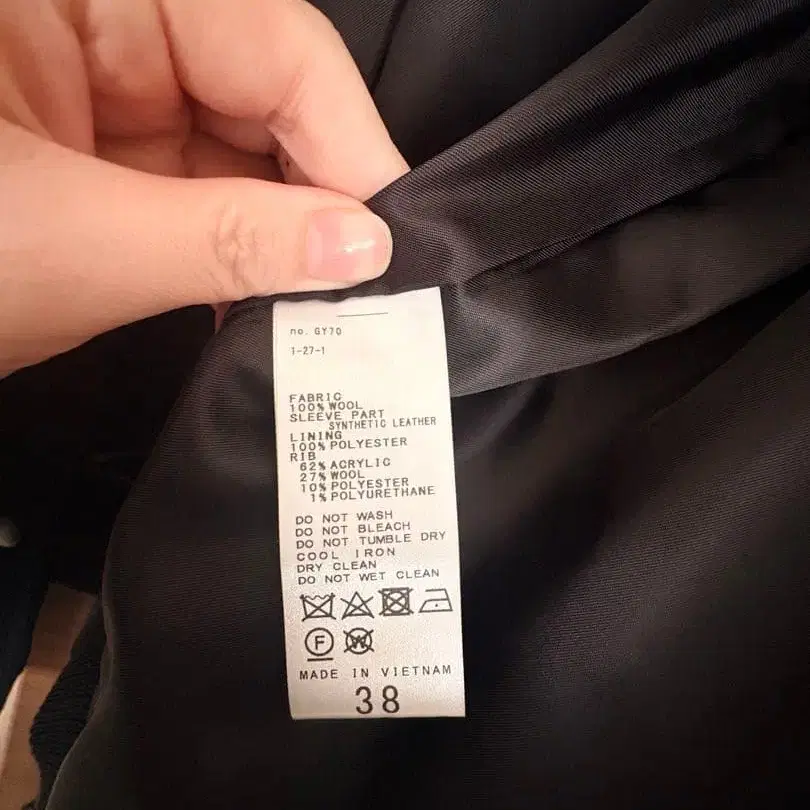 no. GY70
1-27-1
FABRIC
100% WOOL
SLEEVE PART
SYNTHETIC LEATHER
LINING
100% POLYESTER
RIB
62% ACRYLIC
27% WOOL
10% POLYESTER
1% POLYURETHANE
DO NOT WASH
DO NOT BLEACH
DO NOT TUMBLE DRY
COOL IRON
DRY CLEAN
DO NOT WET CLEAN
F W
MADE IN VIETNAM
38